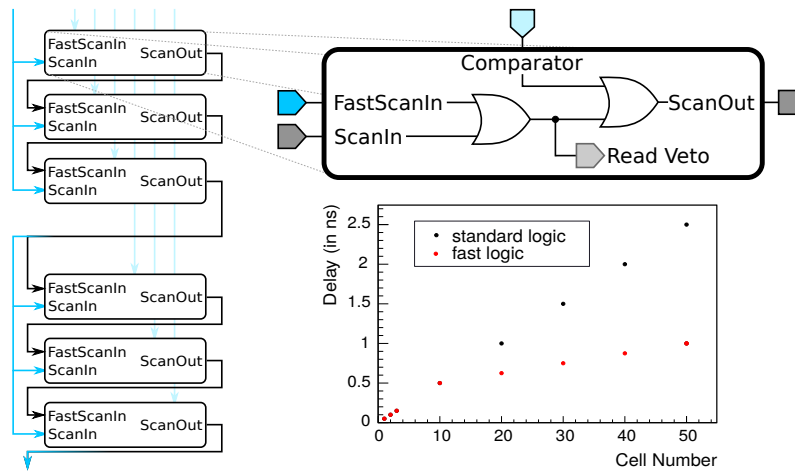 FastScanIn ScanOut
ScanIn
FastScanIn ScanOut
ScanIn
FastScanIn ScanOut
ScanIn
FastScanIn ScanOut
ScanIn
FastScanIn ScanOut
ScanIn
FastScanIn ScanOut
ScanIn
Comparator
FastScanIn
ScanOut
ScanIn
Read Veto
Delay (in ns)
2.5
2
1.5
1
0.5
0
standard logic
fast logic
0 10 20 30 40 50
Cell Number